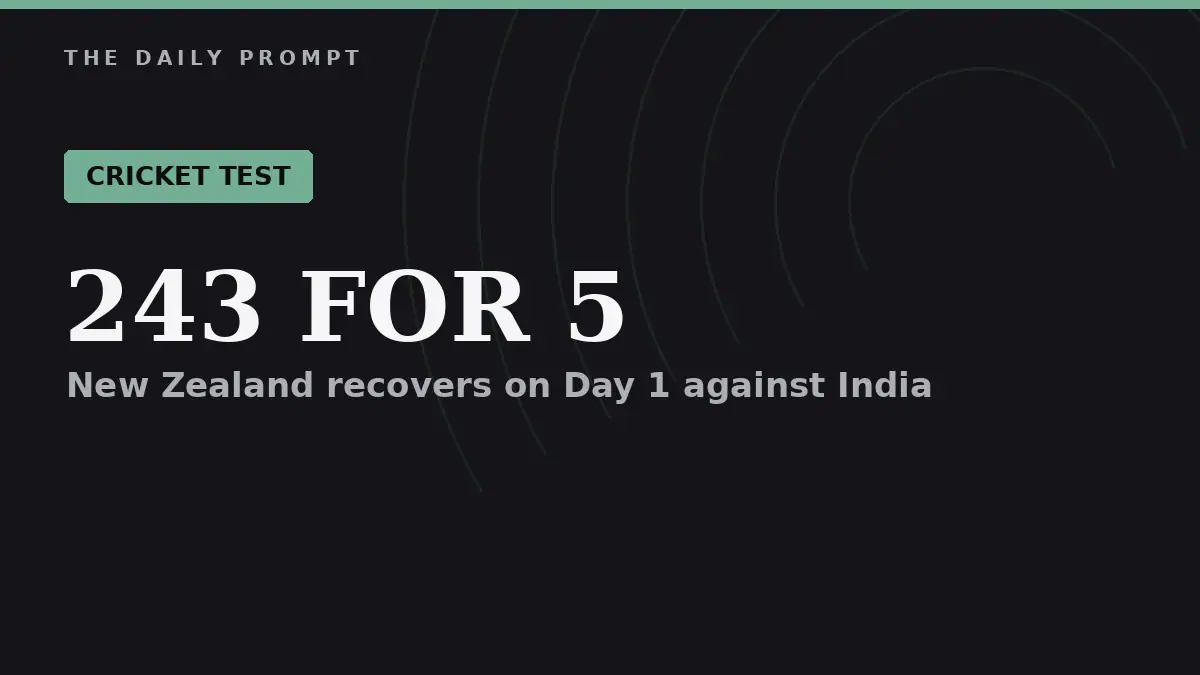 THE DAILY PROMPT
CRICKET TEST
243 FOR 5
New Zealand recovers on Day 1 against India